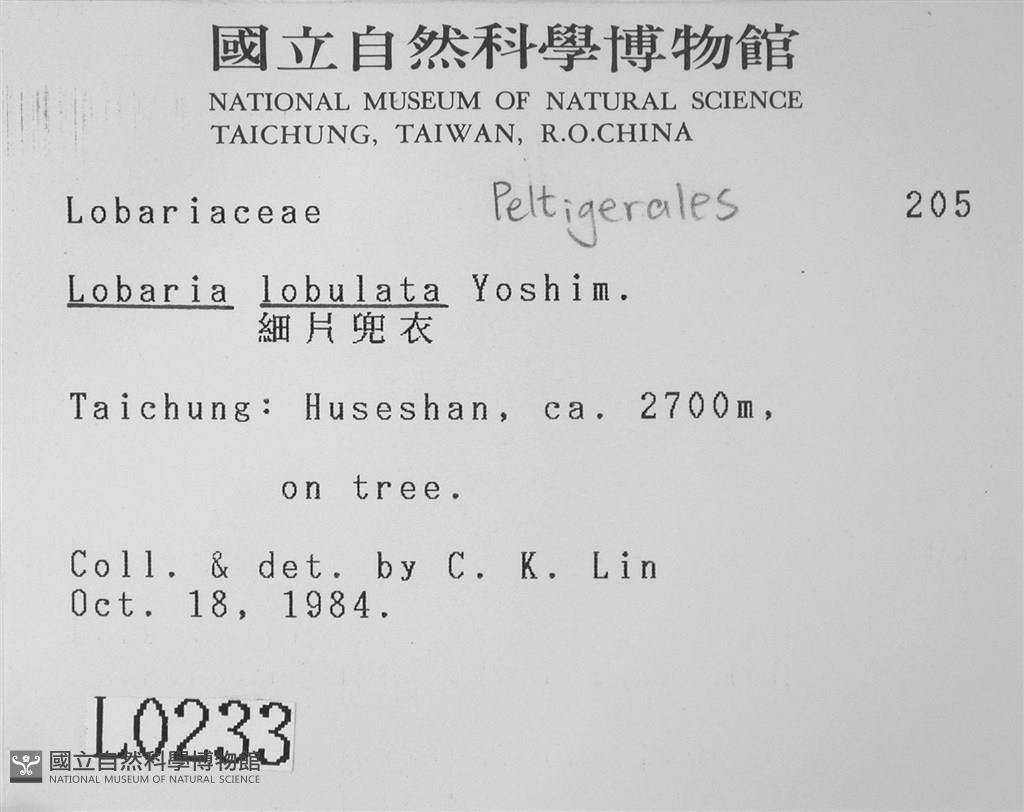 國立自然科學博物館
NATIONAL MUSEUM OF NATURAL SCIENCE
TAICHUNG, TAIWAN, R.O.CHINA
Lobariaceae Peltigerales 205
Lobaria lobulata Yoshim.
細片兜衣
Taichung: Huseshan, ca. 2700m,
on tree.
Coll. & det. by C. K. Lin
Oct. 18, 1984.
L0233
國立自然科學博物館
NATIONAL MUSEUM OF NATURAL SCIENCE